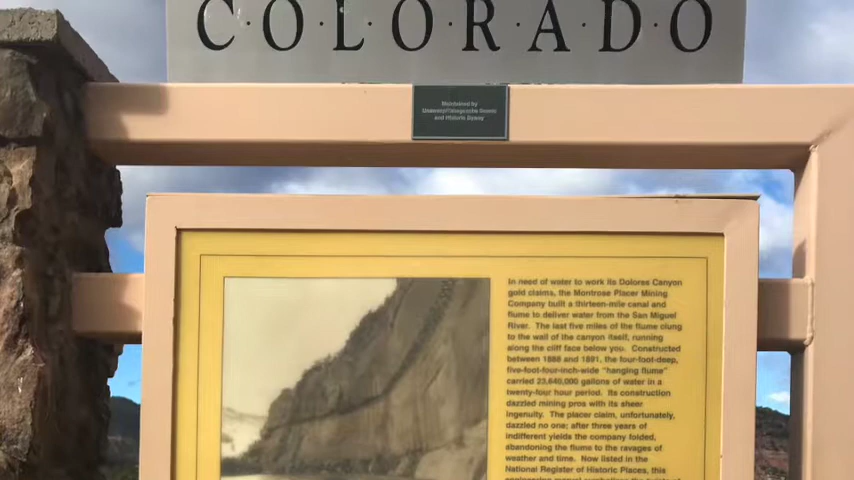 C·O·L·O·R·A·D·O
Maintained by
Unaweep/Tabeguache Scenic
and Historic Byway
In need of water to work its Dolores Canyon
gold claims, the Montrose Placer Mining
Company built a thirteen-mile canal and
flume to deliver water from the San Miguel
River. The last five miles of the flume clung
to the wall of the canyon itself, running
along the cliff face below you. Constructed
between 1888 and 1891, the four-foot-deep,
five-foot-four-inch-wide "hanging flume"
carried 23,640,000 gallons of water in a
twenty-four hour period. Its construction
dazzled mining pros with its sheer
ingenuity. The placer claim, unfortunately,
dazzled no one; after three years of
indifferent yields the company folded,
abandoning the flume to the ravages of
weather and time. Now listed in the
National Register of Historic Places, this